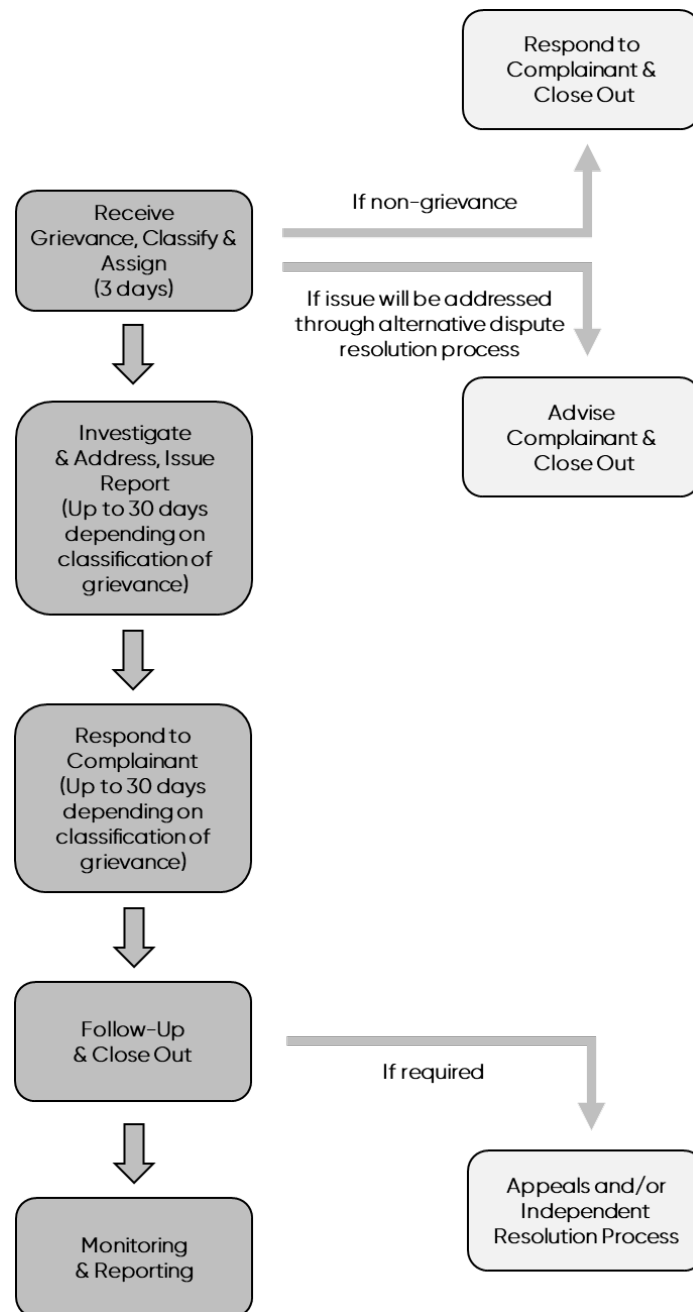 Respond to
Complainant &
Close Out
If non-grievance
Receive
Grievance, Classify &
Assign
(3 days)
If issue will be addressed
through alternative dispute
resolution process
Advise
Complainant &
Close Out
Investigate
& Address, Issue
Report
(Up to 30 days
depending on
classification of
grievance)
Respond to
Complainant
(Up to 30 days
depending on
classification of
grievance)
Follow-Up
& Close Out
If required
Appeals and/or
Independent
Resolution Process
Monitoring
& Reporting